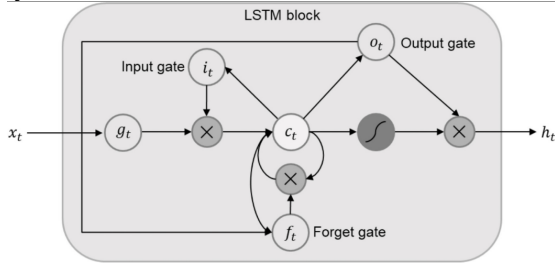 LSTM block
o_t Output gate
Input gate i_t
x_t g_t × c_t × h_t
×
f_t Forget gate